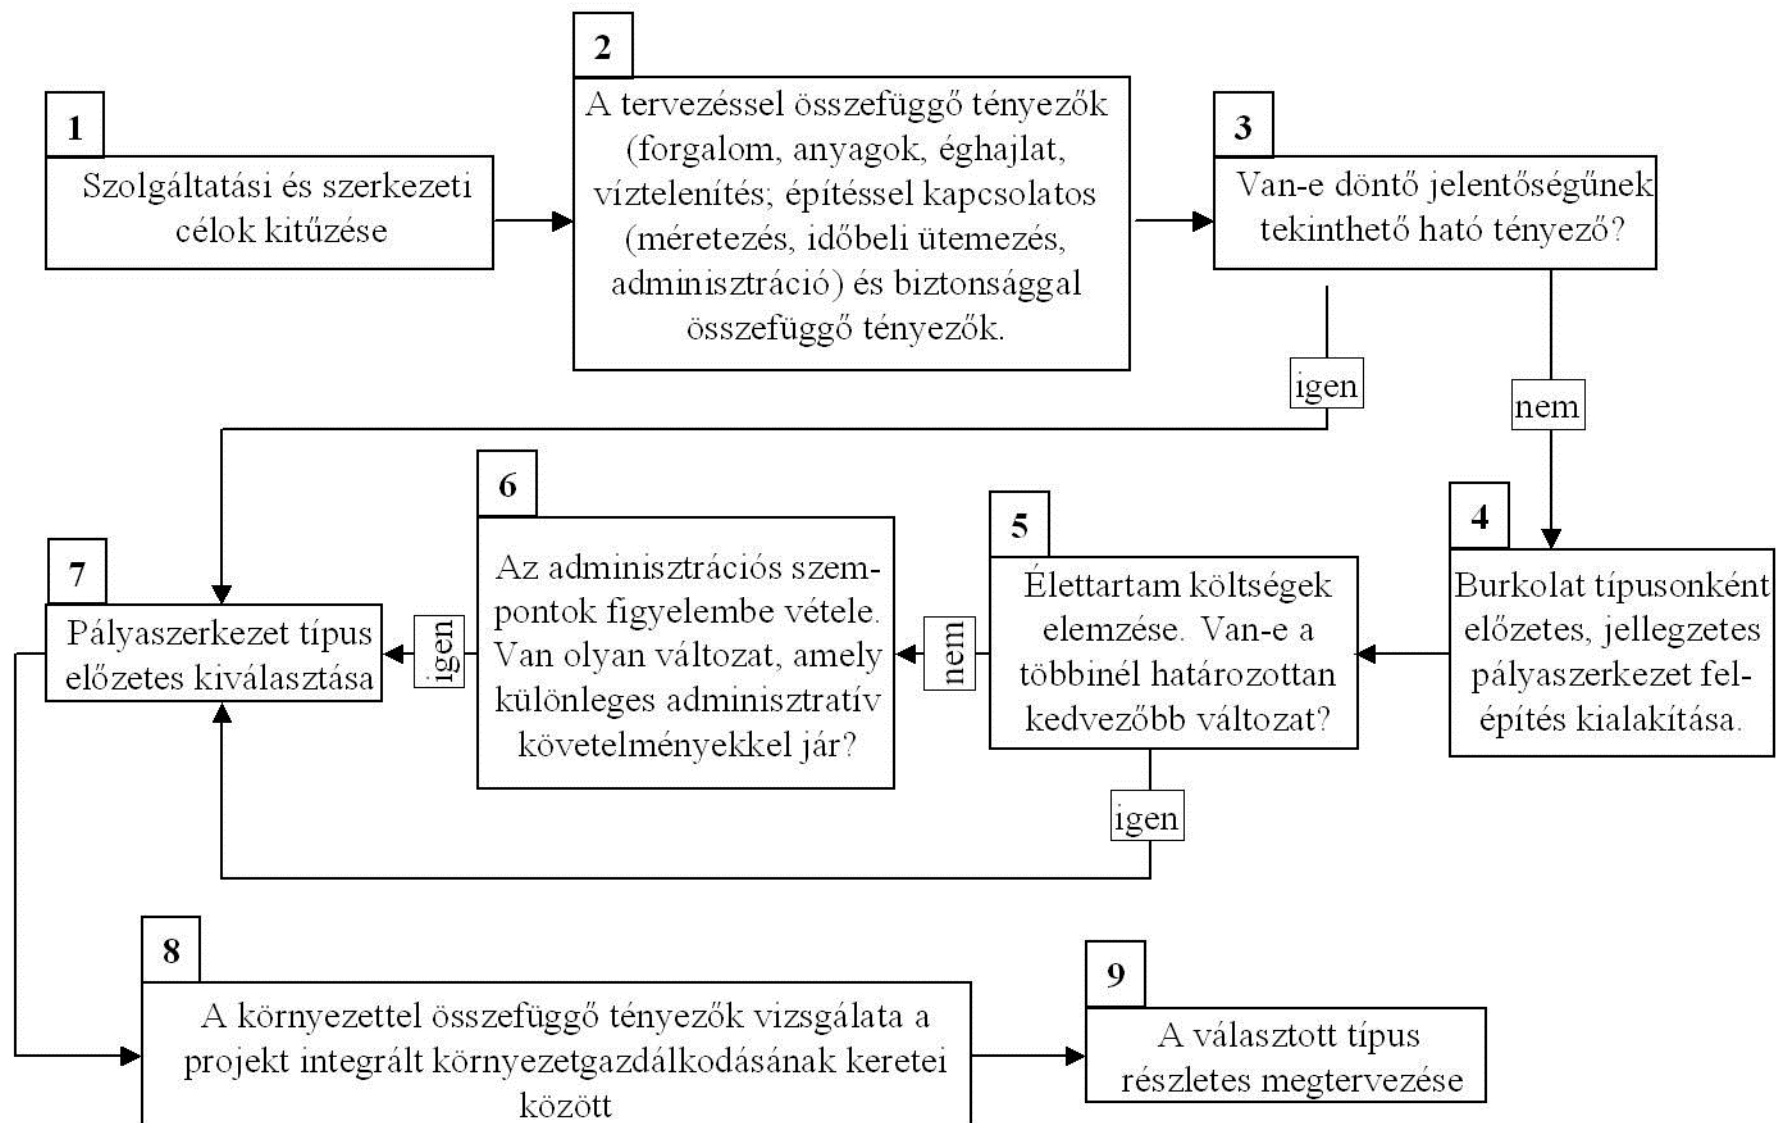 1
Szolgáltatási és szerkezeti
célok kitűzése
2
A tervezéssel összefüggő tényezők
(forgalom, anyagok, éghajlat,
víztelenítés; építéssel kapcsolatos
(méretezés, időbeli ütemezés,
adminisztráció) és biztonsággal
összefüggő tényezők.
3
Van-e döntő jelentőségűnek
tekinthető ható tényező?
igen
nem
4
Burkolat típusonként
előzetes, jellegzetes
pályaszerkezet fel-
építés kialakítása.
5
Élettartam költségek
elemzése. Van-e a
többinél határozottan
kedvezőbb változat?
nem
igen
6
Az adminisztrációs szem-
pontok figyelembe vétele.
Van olyan változat, amely
különleges adminisztratív
követelményekkel jár?
igen
7
Pályaszerkezet típus
előzetes kiválasztása
8
A környezettel összefüggő tényezők vizsgálata a
projekt integrált környezetgazdálkodásának keretei
között
9
A választott típus
részletes megtervezése